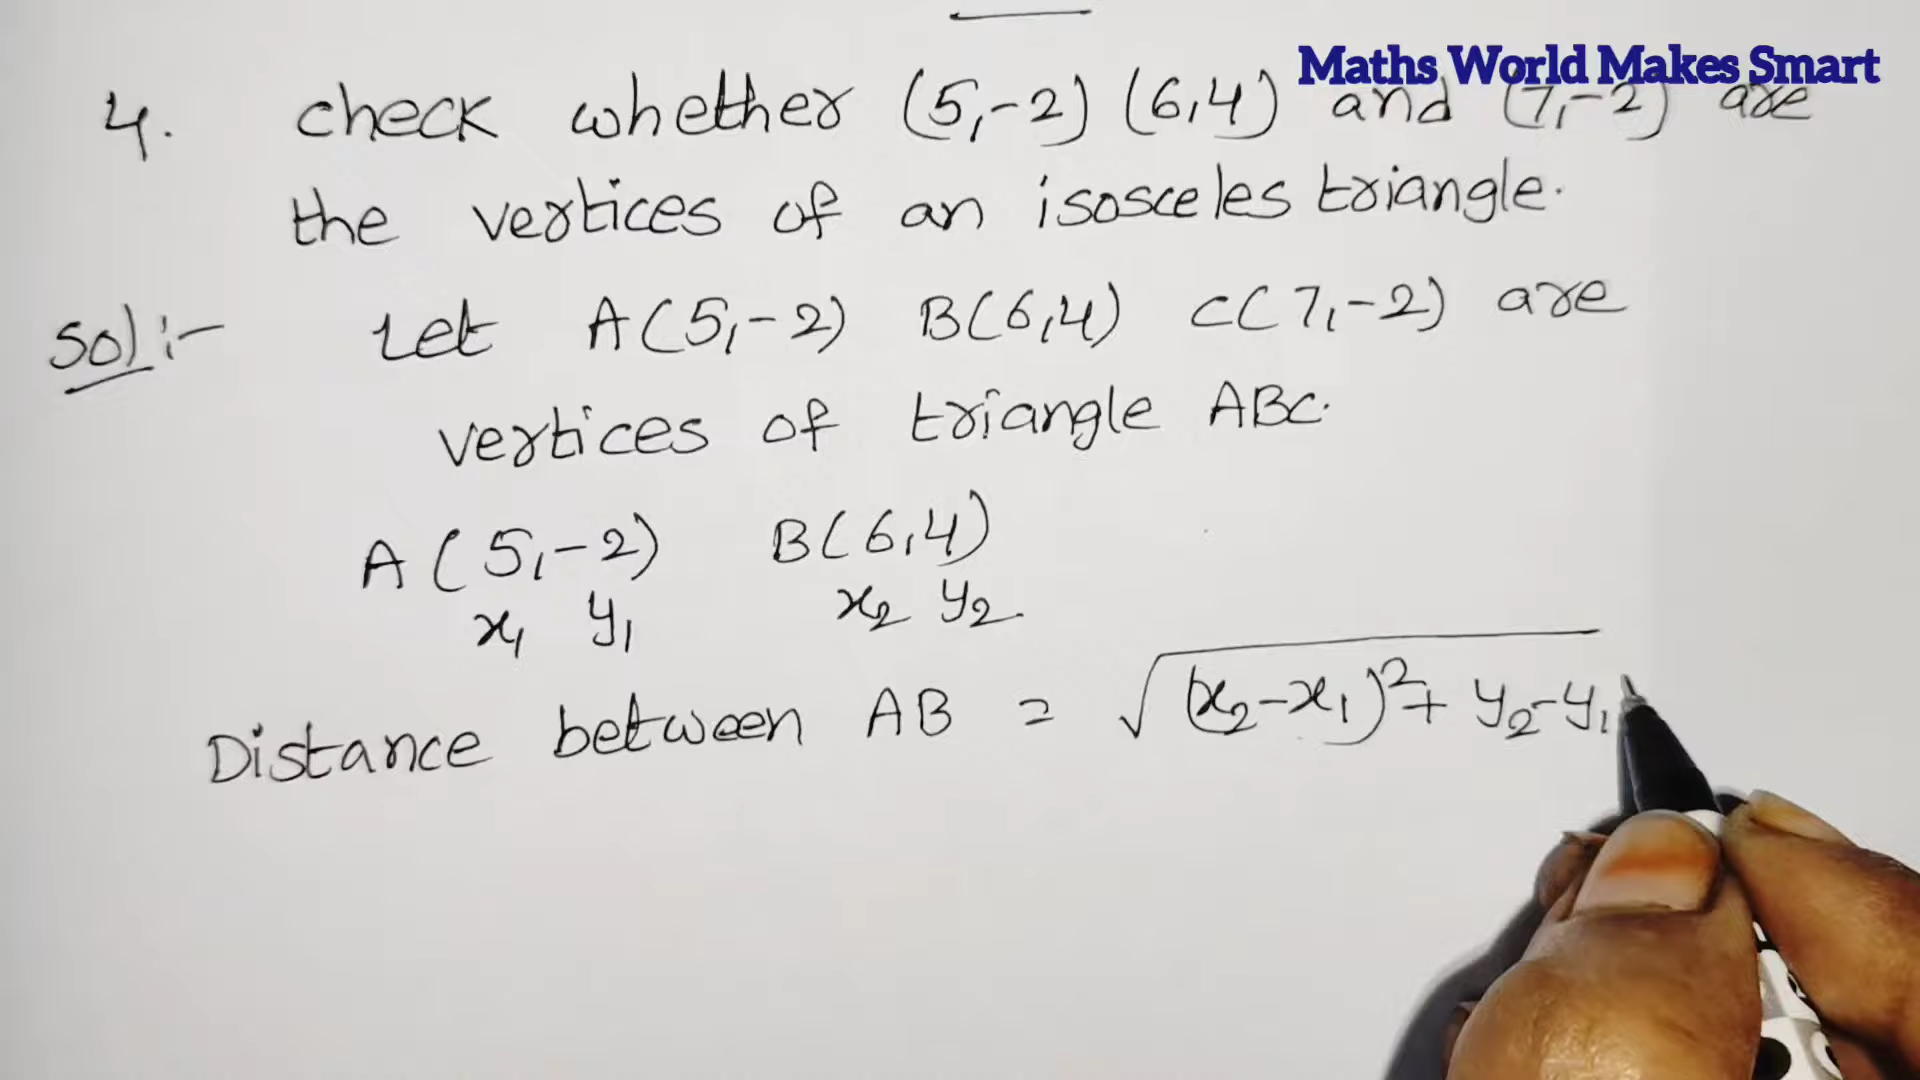 Maths World Makes Smart
4. check whether (5,-2) (6,4) and (7,-2) are
the vertices of an isosceles triangle.
Sol:- Let A(5,-2) B(6,4) C(7,-2) are
vertices of triangle ABC.
A(5,-2) B(6,4)
x₁ y₁ x₂ y₂.
Distance between AB = √(x₂-x₁)²+ y₂-y₁